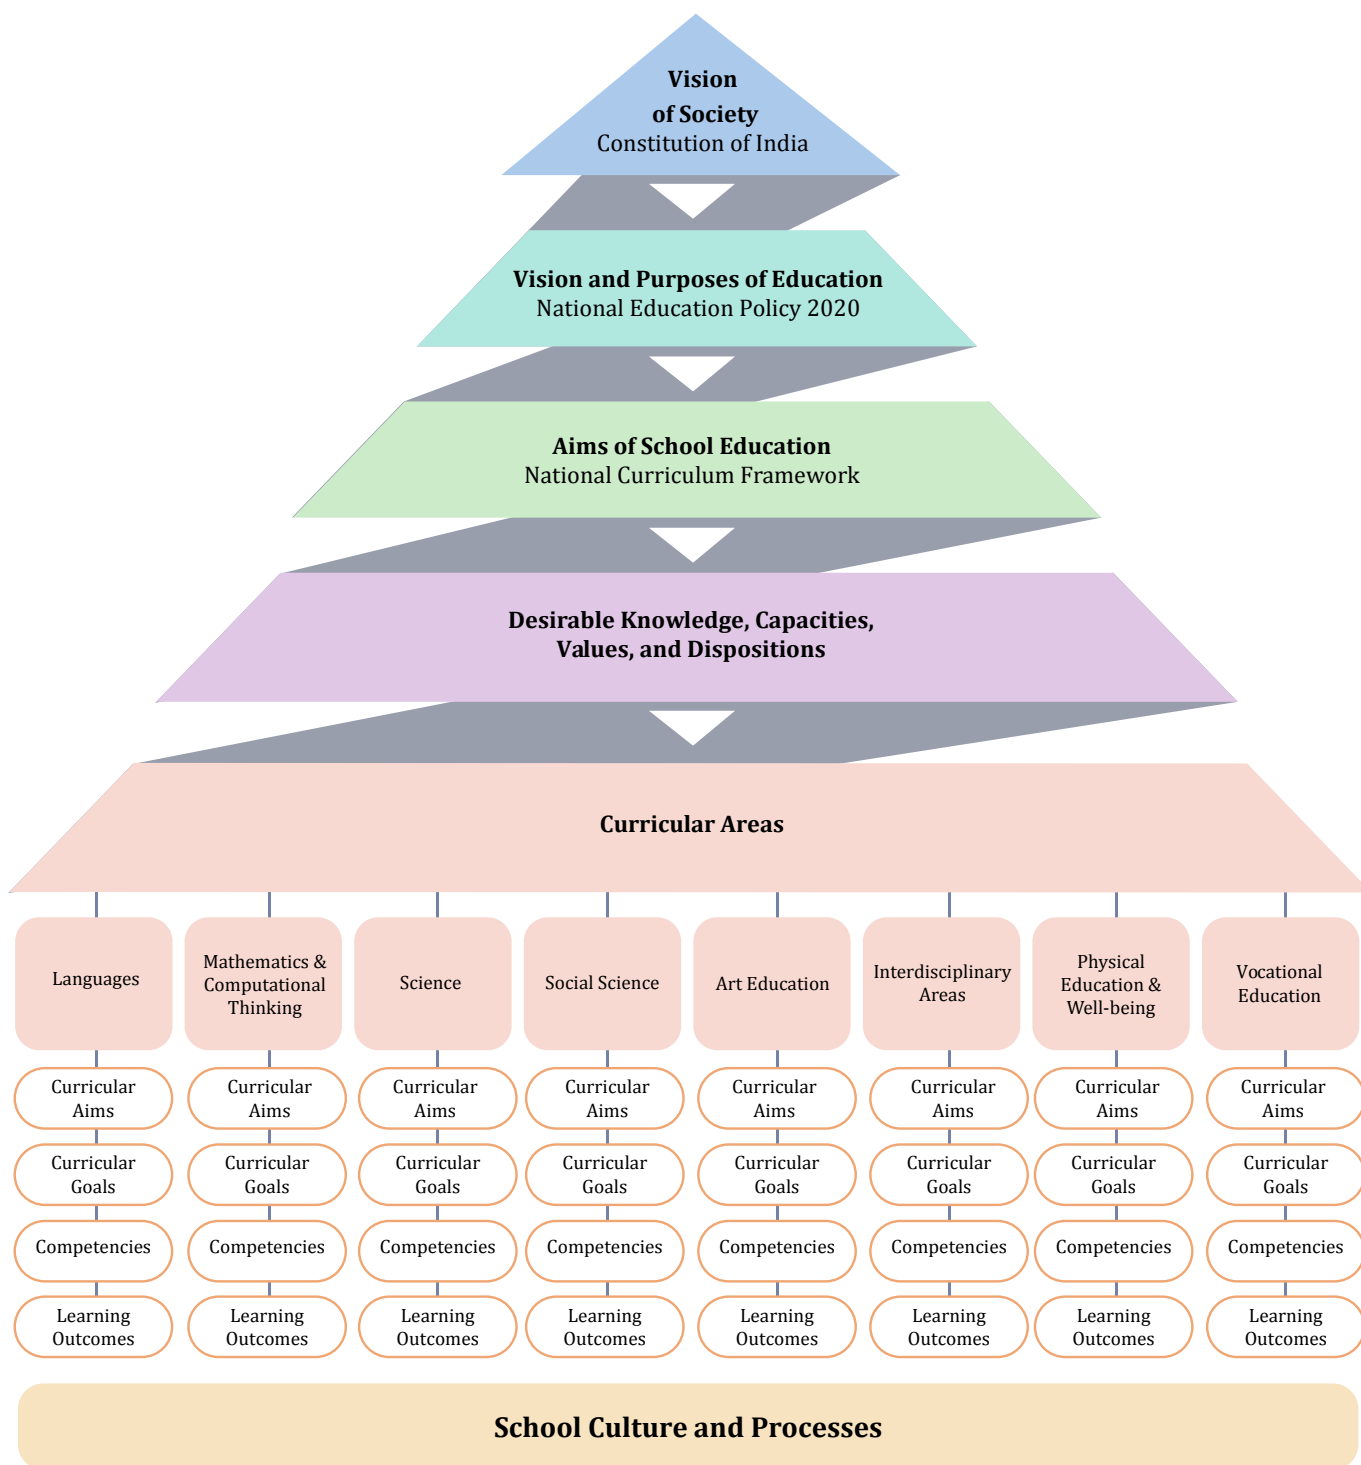 Vision
of Society
Constitution of India
Vision and Purposes of Education
National Education Policy 2020
Aims of School Education
National Curriculum Framework
Desirable Knowledge, Capacities,
Values, and Dispositions
Curricular Areas
Languages
Mathematics &
Computational
Thinking
Science
Social Science
Art Education
Interdisciplinary
Areas
Physical
Education &
Well-being
Vocational
Education
Curricular
Aims
Curricular
Aims
Curricular
Aims
Curricular
Aims
Curricular
Aims
Curricular
Aims
Curricular
Aims
Curricular
Aims
Curricular
Goals
Curricular
Goals
Curricular
Goals
Curricular
Goals
Curricular
Goals
Curricular
Goals
Curricular
Goals
Curricular
Goals
Competencies
Competencies
Competencies
Competencies
Competencies
Competencies
Competencies
Competencies
Learning
Outcomes
Learning
Outcomes
Learning
Outcomes
Learning
Outcomes
Learning
Outcomes
Learning
Outcomes
Learning
Outcomes
Learning
Outcomes
School Culture and Processes